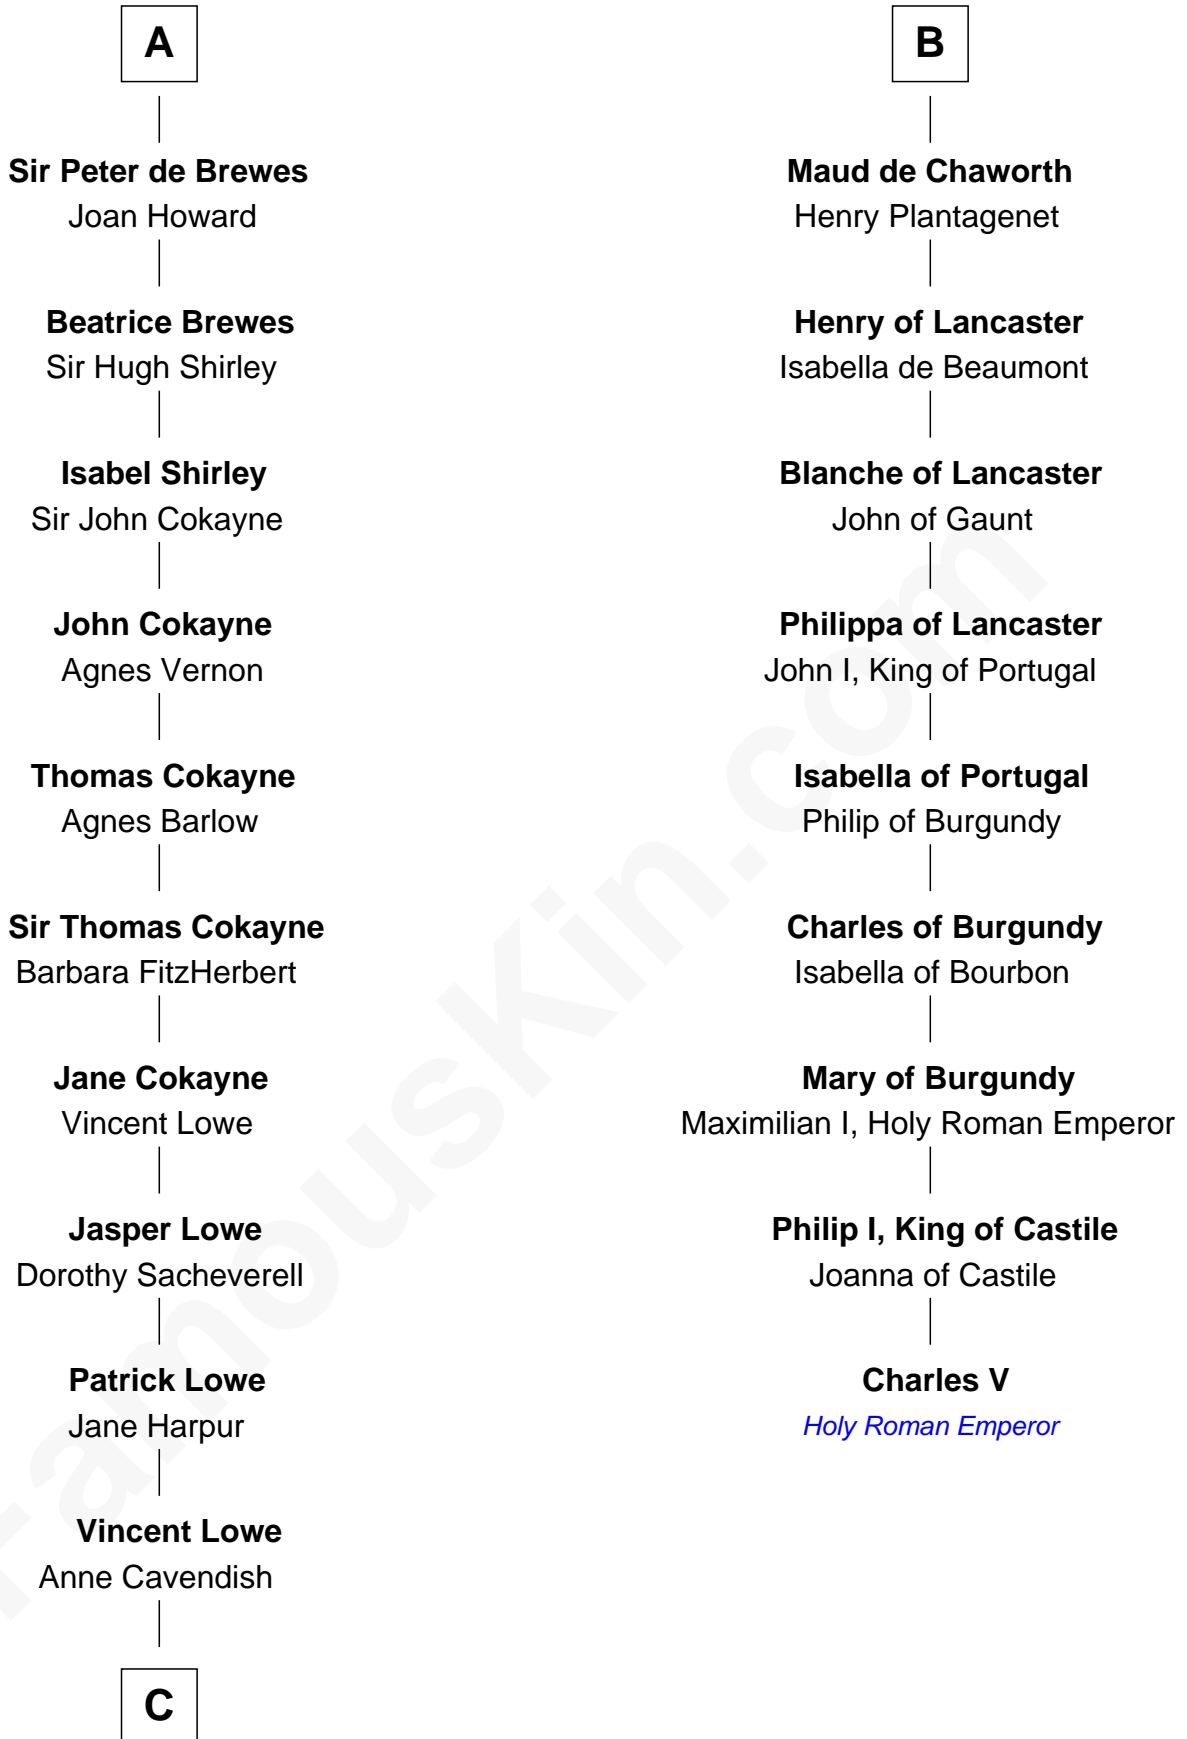 A
Sir Peter de Brewes
Joan Howard
Beatrice Brewes
Sir Hugh Shirley
Isabel Shirley
Sir John Cokayne
John Cokayne
Agnes Vernon
Thomas Cokayne
Agnes Barlow
Sir Thomas Cokayne
Barbara FitzHerbert
Jane Cokayne
Vincent Lowe
Jasper Lowe
Dorothy Sacheverell
Patrick Lowe
Jane Harpur
Vincent Lowe
Anne Cavendish
C
B
Maud de Chaworth
Henry Plantagenet
Henry of Lancaster
Isabella de Beaumont
Blanche of Lancaster
John of Gaunt
Philippa of Lancaster
John I, King of Portugal
Isabella of Portugal
Philip of Burgundy
Charles of Burgundy
Isabella of Bourbon
Mary of Burgundy
Maximilian I, Holy Roman Emperor
Philip I, King of Castile
Joanna of Castile
Charles V
Holy Roman Emperor
FamousKin.com